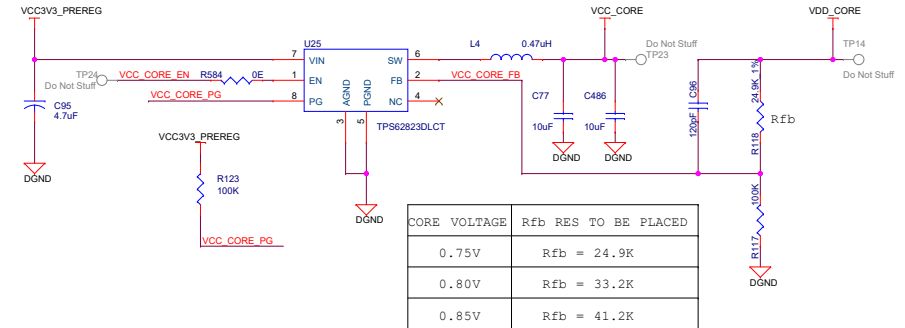 VCC3V3_PREREG
VCC_CORE
VDD_CORE
U25
L4
0.47uH
Do Not Stuff
TP23
TP14
Do Not Stuff
7
VIN
SW
6
TP24
Do Not Stuff
VCC_CORE_EN
R584
0E
1
EN
FB
2
VCC_CORE_FB
VCC_CORE_PG
8
PG
AGND
PGND
NC
4
TPS62823DLCT
3
5
C95
4.7uF
C77
10uF
C486
10uF
C96
120pF
24.9K 1%
R118
Rfb
DGND
VCC3V3_PREREG
R123
100K
DGND
DGND
DGND
100K
R117
DGND
VCC_CORE_PG
CORE VOLTAGE Rfb RES TO BE PLACED
0.75V Rfb = 24.9K
0.80V Rfb = 33.2K
0.85V Rfb = 41.2K